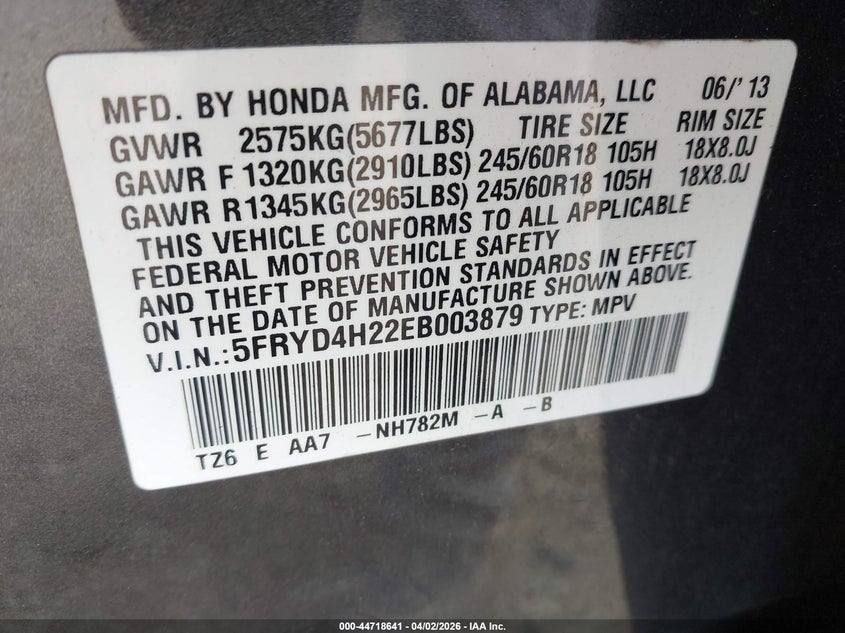 MFD. BY HONDA MFG. OF ALABAMA, LLC 06/'13
GVWR 2575KG(5677LBS) TIRE SIZE RIM SIZE
GAWR F 1320KG(2910LBS) 245/60R18 105H 18X8.0J
GAWR R1345KG(2965LBS) 245/60R18 105H 18X8.0J
THIS VEHICLE CONFORMS TO ALL APPLICABLE
FEDERAL MOTOR VEHICLE SAFETY
AND THEFT PREVENTION STANDARDS IN EFFECT
ON THE DATE OF MANUFACTURE SHOWN ABOVE.
V.I.N.:5FRYD4H22EB003879 TYPE: MPV
TZ6 E AA7 -NH782M -A -B
000-44718641 | 04/02/2026 - IAA Inc.